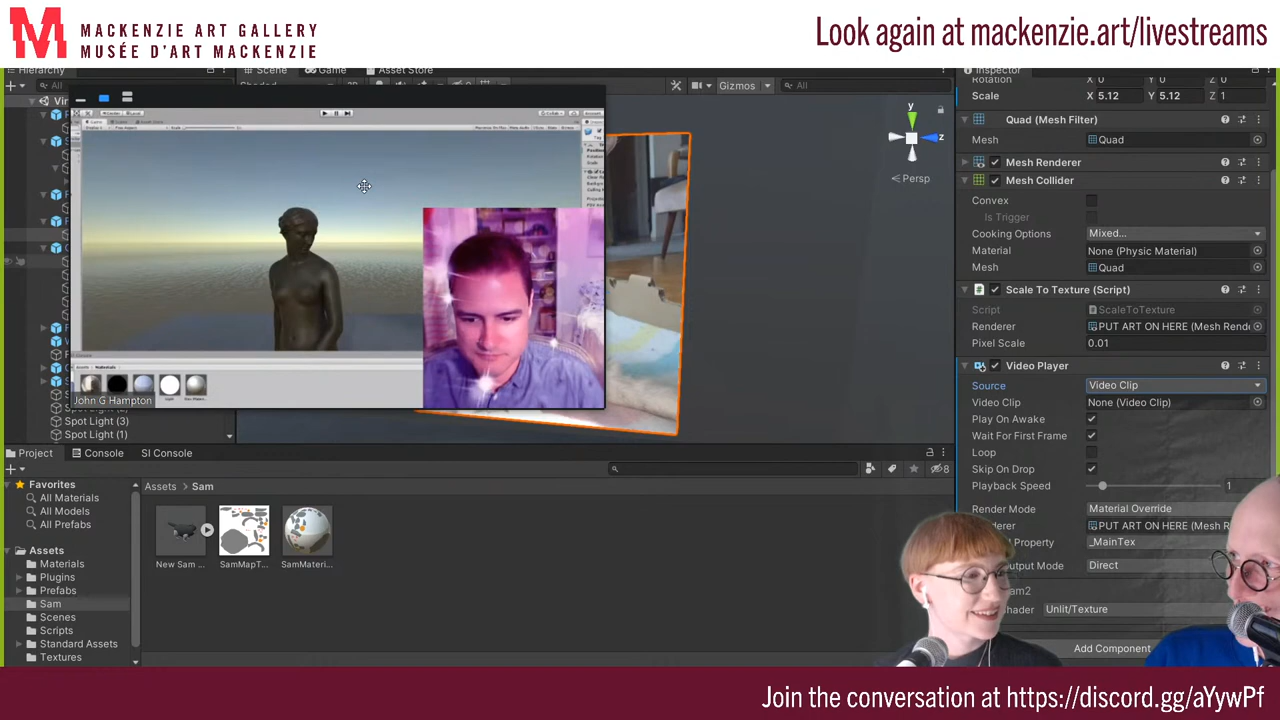 MACKENZIE ART GALLERY
MUSÉE D'ART MACKENZIE
Look again at mackenzie.art/livestreams
Hierarchy
Scene
Game
Asset Store
Inspector
All
Gizmos
All
y
z
Persp
John G Hampton
Spot Light (3)
Spot Light (1)
X 0 Y 0 Z 0
Scale X 5.12 Y 5.12 Z 1
Quad (Mesh Filter)
Mesh Quad
Mesh Renderer
Mesh Collider
Convex
Is Trigger
Cooking Options Mixed...
Material None (Physic Material)
Mesh Quad
Scale To Texture (Script)
Script ScaleToTexture
Renderer PUT ART ON HERE (Mesh Rende
Pixel Scale 0.01
Video Player
Source Video Clip
Video Clip None (Video Clip)
Play On Awake
Wait For First Frame
Loop
Skip On Drop
Playback Speed 1
Render Mode Material Override
PUT ART ON HERE (Mesh R
Property _MainTex
Output Mode Direct
Unlit/Texture
Add Component
Project Console SI Console
8
Favorites
All Materials
All Models
All Prefabs
Assets
Materials
Plugins
Prefabs
Sam
Scenes
Scripts
Standard Assets
Textures
Assets Sam
New Sam ... SamMapT... SamMateri...
Join the conversation at https://discord.gg/aYywPf